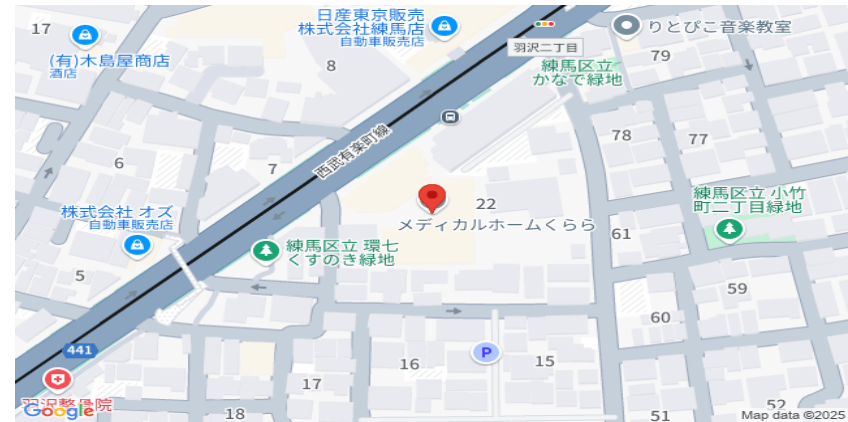 17
(有)木島屋商店
酒店
日産東京販売
株式会社練馬店
自動車販売店
8
羽沢二丁目
りとぴこ音楽教室
79
練馬区立
かなで緑地
78
77
6
7
西武有楽町線
株式会社 オズ
自動車販売店
22
メディカルホームくらら
練馬区立 小竹
町二丁目緑地
61
練馬区立 環七
くすのき緑地
5
59
60
441
16
P
15
17
羽沢整骨院
Google
18
51
52
Map data ©2025